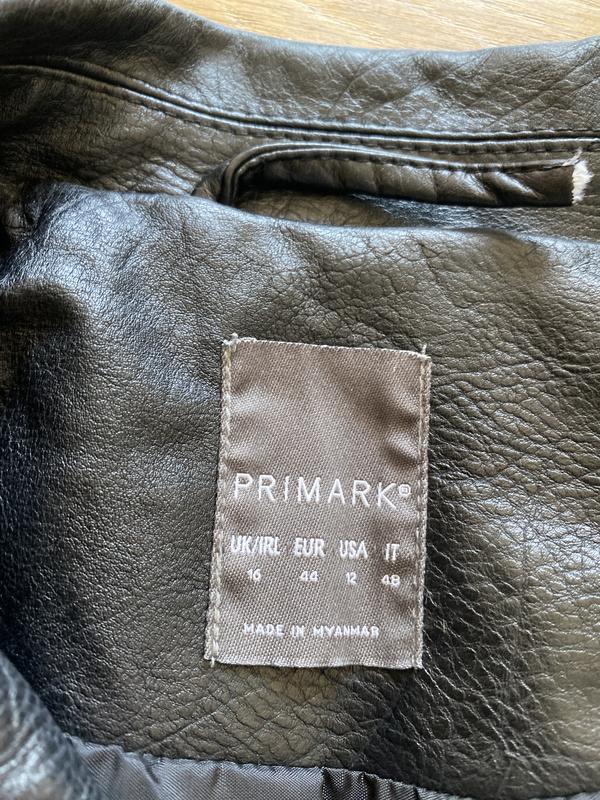 PRIMARK®
UK/IRL EUR USA IT
16 44 12 48
MADE IN MYANMAR